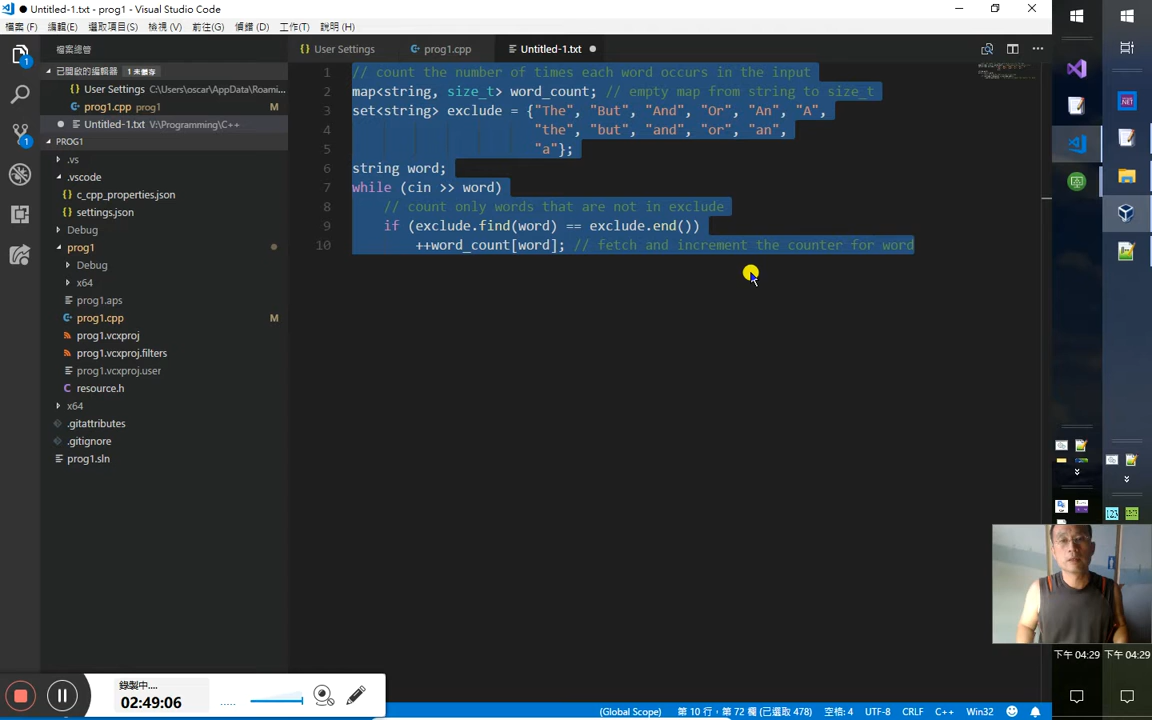 ● Untitled-1.txt - prog1 - Visual Studio Code
檔案 (F) 編輯(E) 選取項目(S) 檢視 (V) 前往(G) 偵錯 (D) 工作(T) 說明 (H)
檔案總管
已開啟的編輯器 1 未儲存
User Settings C:\Users\oscar\AppData\Roami...
prog1.cpp prog1
Untitled-1.txt V:\Programming\C++
PROG1
.vs
.vscode
c_cpp_properties.json
settings.json
Debug
prog1
Debug
x64
prog1.aps
prog1.cpp M
prog1.vcxproj
prog1.vcxproj.filters
prog1.vcxproj.user
resource.h
x64
.gitattributes
.gitignore
prog1.sln
User Settings prog1.cpp Untitled-1.txt
1 // count the number of times each word occurs in the input
2 map<string, size_t> word_count; // empty map from string to size_t
3 set<string> exclude = {"The", "But", "And", "Or", "An", "A",
4 "the", "but", "and", "or", "an",
5 "a"};
6 string word;
7 while (cin >> word)
8 // count only words that are not in exclude
9 if (exclude.find(word) == exclude.end())
10 ++word_count[word]; // fetch and increment the counter for word
錄製中....
02:49:06
(Global Scope) 第 10 行，第 72 欄 (已選取 478) 空格: 4 UTF-8 CRLF C++ Win32
下午 04:29 下午 04:29